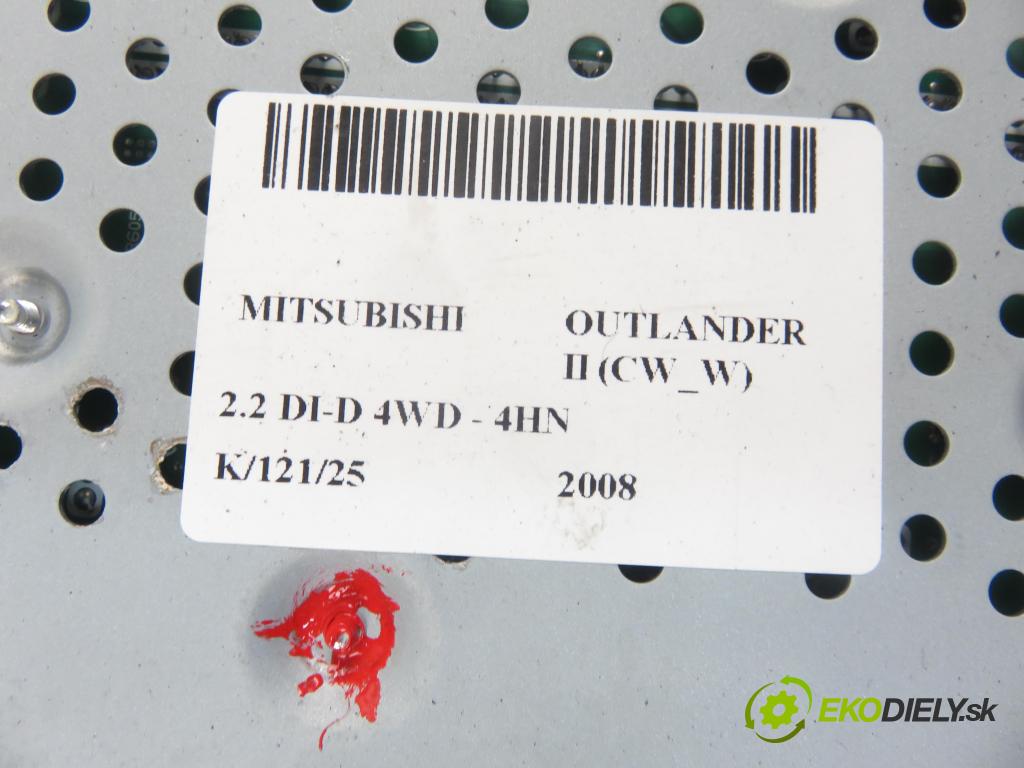 MITSUBISHI OUTLANDER
II (CW_W)
2.2 DI-D 4WD - 4HN
K/121/25 2008
EKODIELY.sk